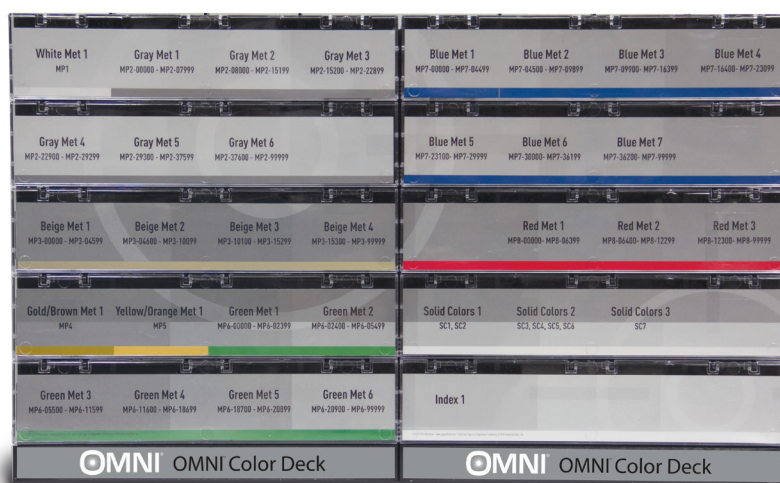 White Met 1
MP1
Gray Met 1
MP2-00000 - MP2-07999
Gray Met 2
MP2-08000 - MP2-15199
Gray Met 3
MP2-15200 - MP2-22899
Gray Met 4
MP2-22900 - MP2-29299
Gray Met 5
MP2-29300 - MP2-37599
Gray Met 6
MP2-37600 - MP2-99999
Beige Met 1
MP3-00000 - MP3-04599
Beige Met 2
MP3-04600 - MP3-10099
Beige Met 3
MP3-10100 - MP3-15299
Beige Met 4
MP3-15300 - MP3-99999
Gold/Brown Met 1
MP4
Yellow/Orange Met 1
MP5
Green Met 1
MP6-00000 - MP6-02399
Green Met 2
MP6-02400 - MP6-05499
Green Met 3
MP6-05500 - MP6-11599
Green Met 4
MP6-11600 - MP6-18699
Green Met 5
MP6-18700 - MP6-20899
Green Met 6
MP6-20900 - MP6-99999
OMNI® OMNI Color Deck
Blue Met 1
MP7-00000 - MP7-04499
Blue Met 2
MP7-04500 - MP7-09899
Blue Met 3
MP7-09900- MP7-16399
Blue Met 4
MP7-16400- MP7-23099
Blue Met 5
MP7-23100- MP7-29999
Blue Met 6
MP7-30000- MP7-36199
Blue Met 7
MP7-36200- MP7-99999
Red Met 1
MP8-00000- MP8-06399
Red Met 2
MP8-06400- MP8-12299
Red Met 3
MP8-12300- MP8-99999
Solid Colors 1
SC1, SC2
Solid Colors 2
SC3, SC4, SC5, SC6
Solid Colors 3
SC7
Index 1
OMNI® OMNI Color Deck